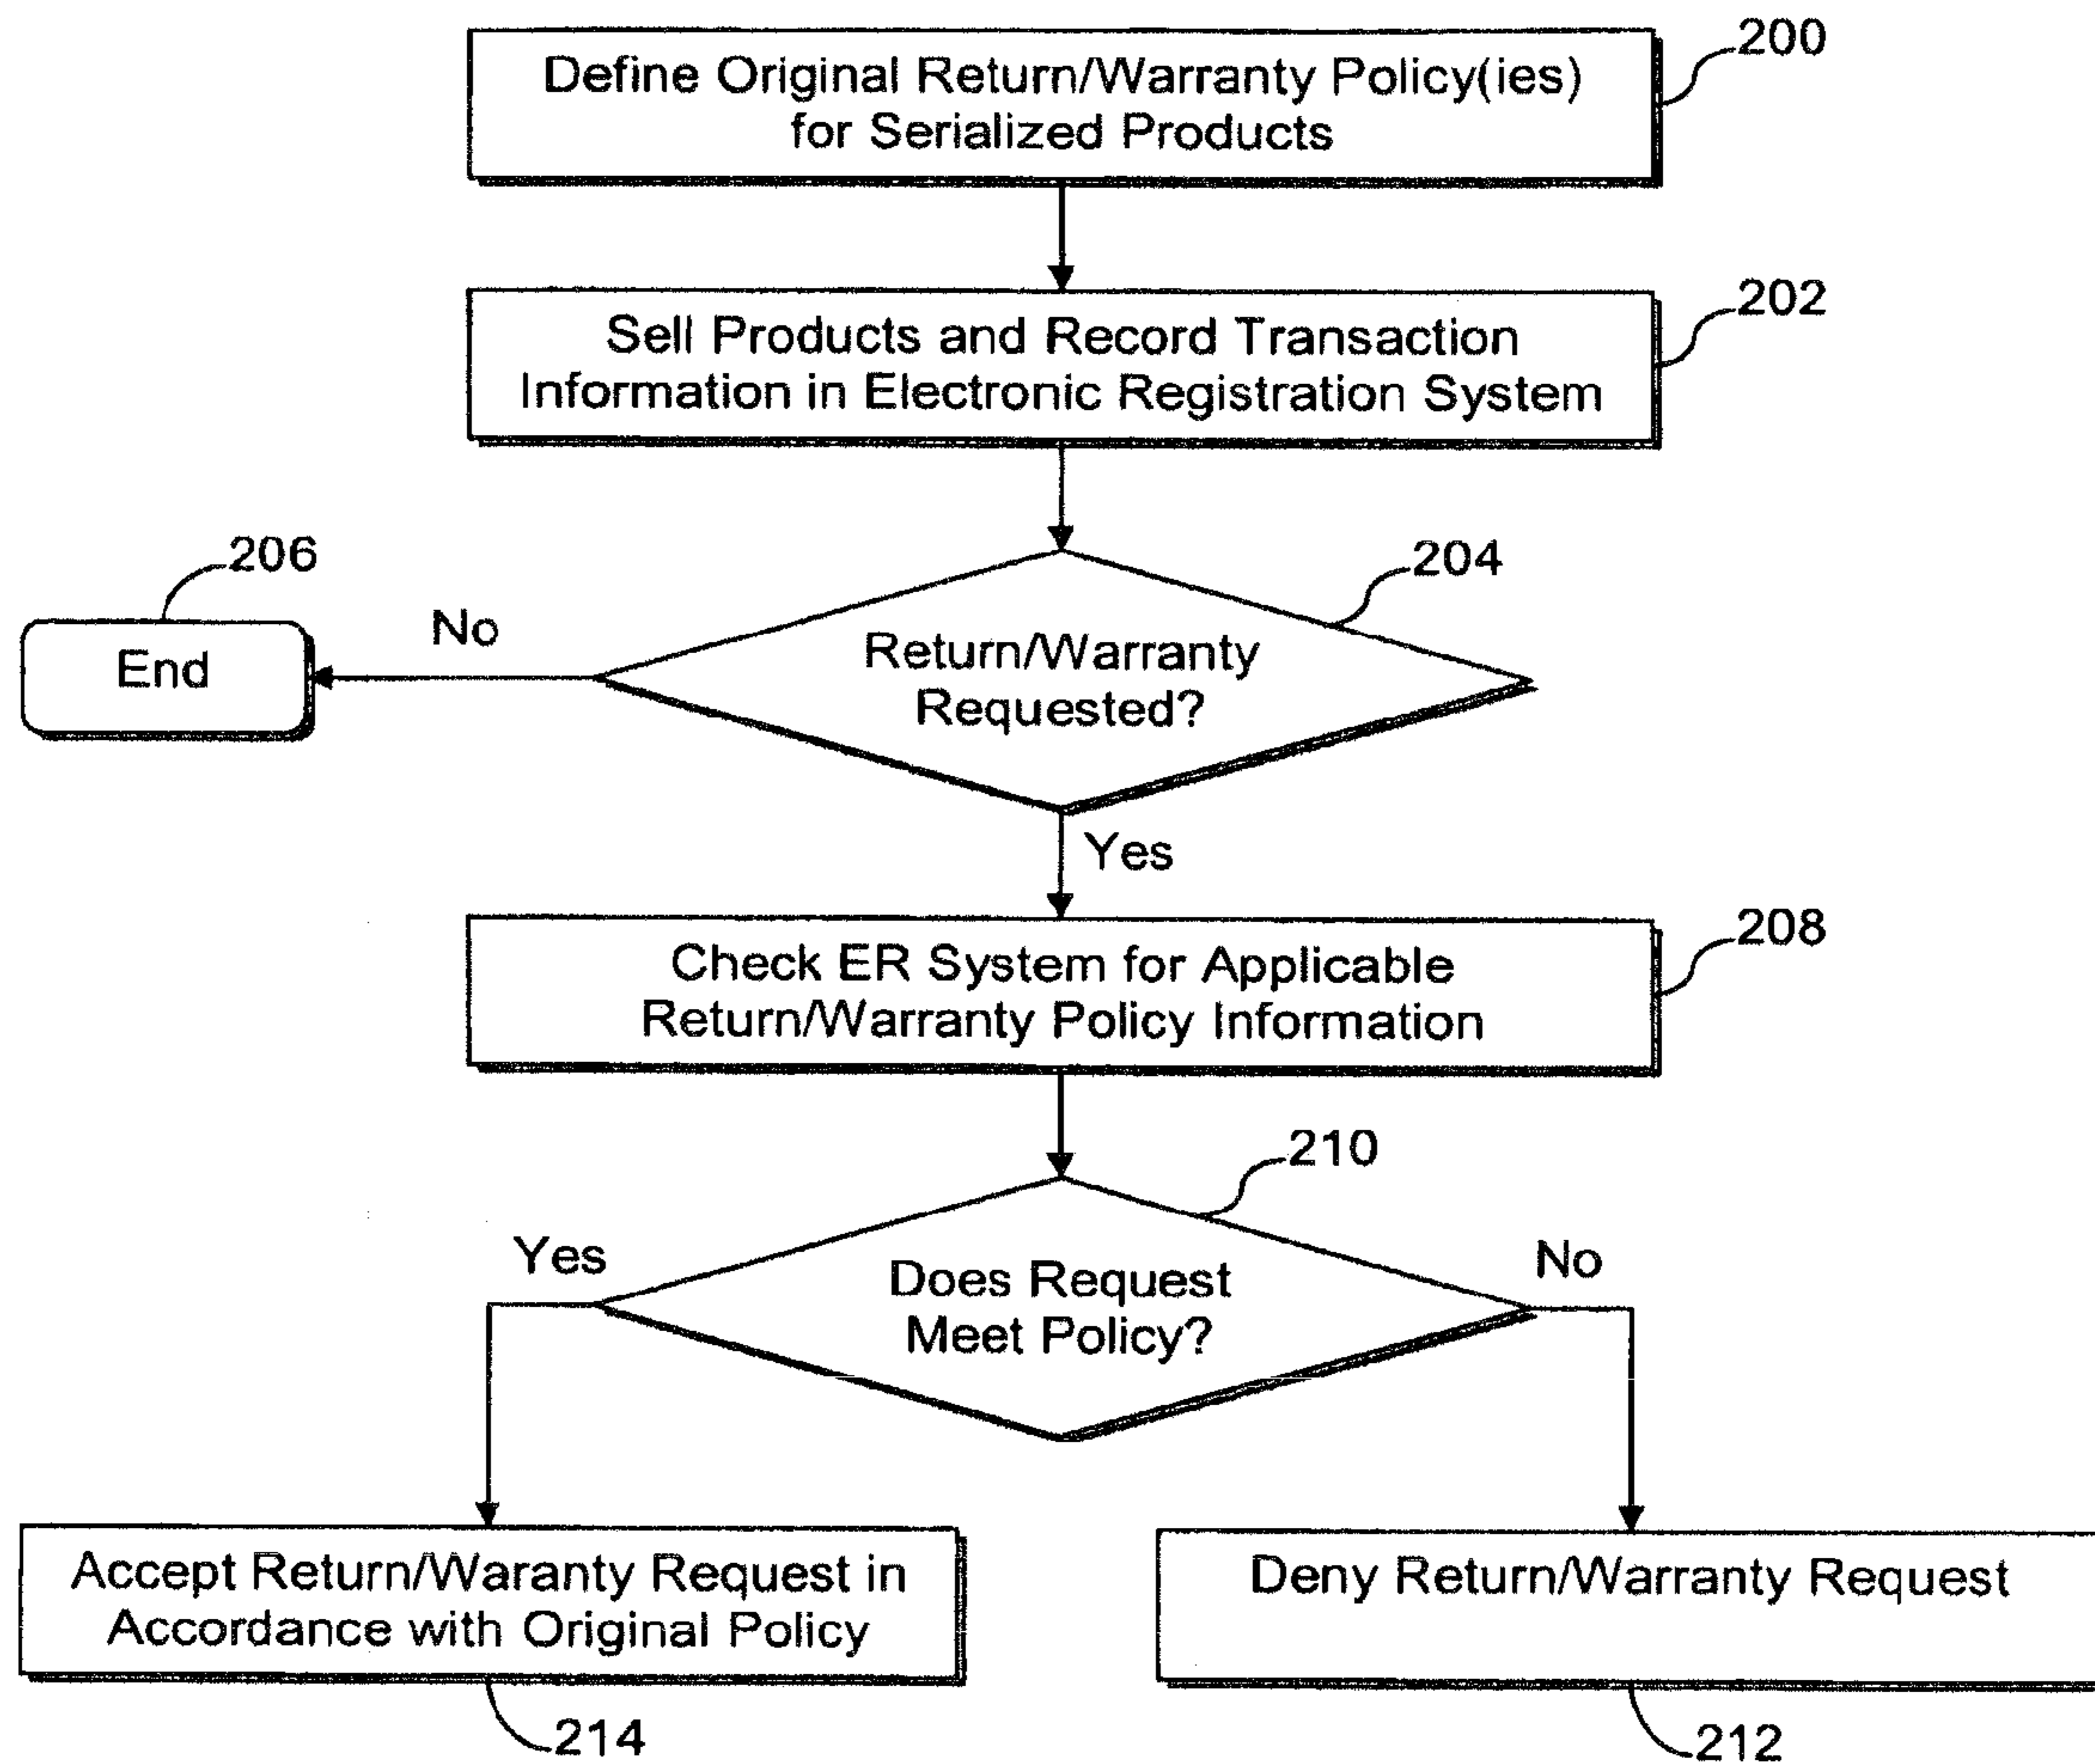 200
Define Original Return/Warranty Policy(ies)
for Serialized Products
202
Sell Products and Record Transaction
Information in Electronic Registration System
204
Return/Warranty
Requested?
No
206
End
Yes
208
Check ER System for Applicable
Return/Warranty Policy Information
210
Does Request
Meet Policy?
Yes
No
Accept Return/Waranty Request in
Accordance with Original Policy
214
Deny Return/Warranty Request
212